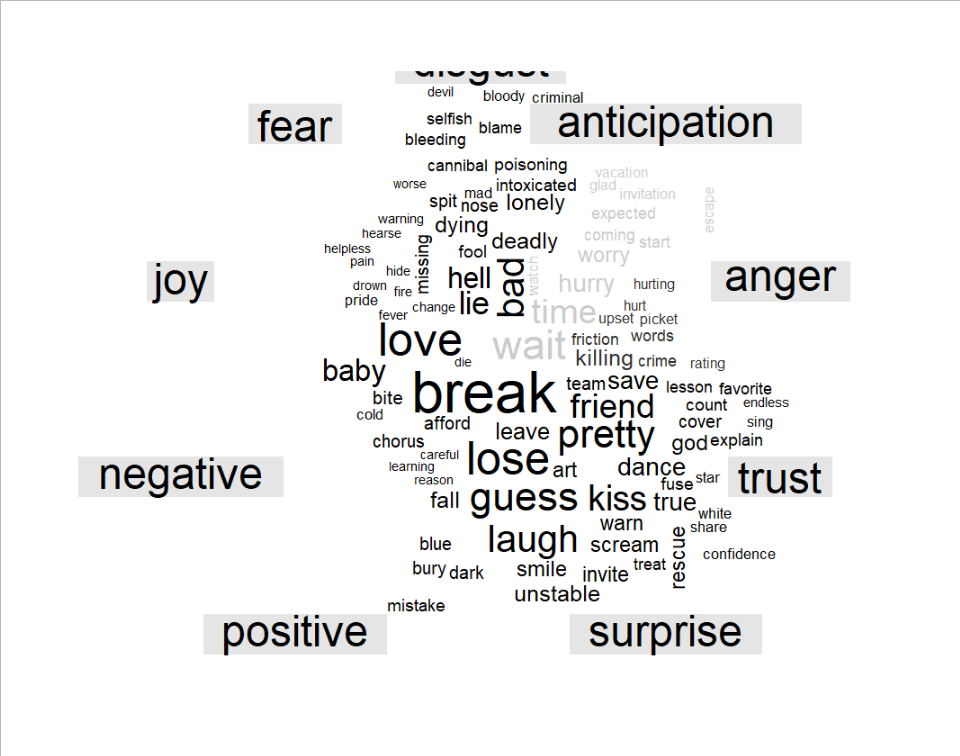 disgust
devil
bloody
criminal
fear
anticipation
selfish
blame
bleeding
cannibal
poisoning
vacation
worse
intoxicated
glad
invitation
mad
spit
nose
lonely
escape
expected
warning
dying
hearse
coming
start
deadly
helpless
missing
fool
worry
pain
hide
hell
bad
watch
joy
anger
drown
fire
hurry
hurting
pride
change
lie
time
hurt
fever
upset
picket
love
wait
friction
words
die
killing
crime
rating
baby
break
team
save
lesson
favorite
bite
friend
count
endless
cold
afford
cover
sing
chorus
leave
pretty
god
explain
careful
lose
art
dance
learning
negative
reason
fuse
star
trust
fall
guess
kiss
true
white
warn
share
blue
laugh
scream
rescue
confidence
bury
dark
smile
invite
treat
unstable
mistake
positive
surprise